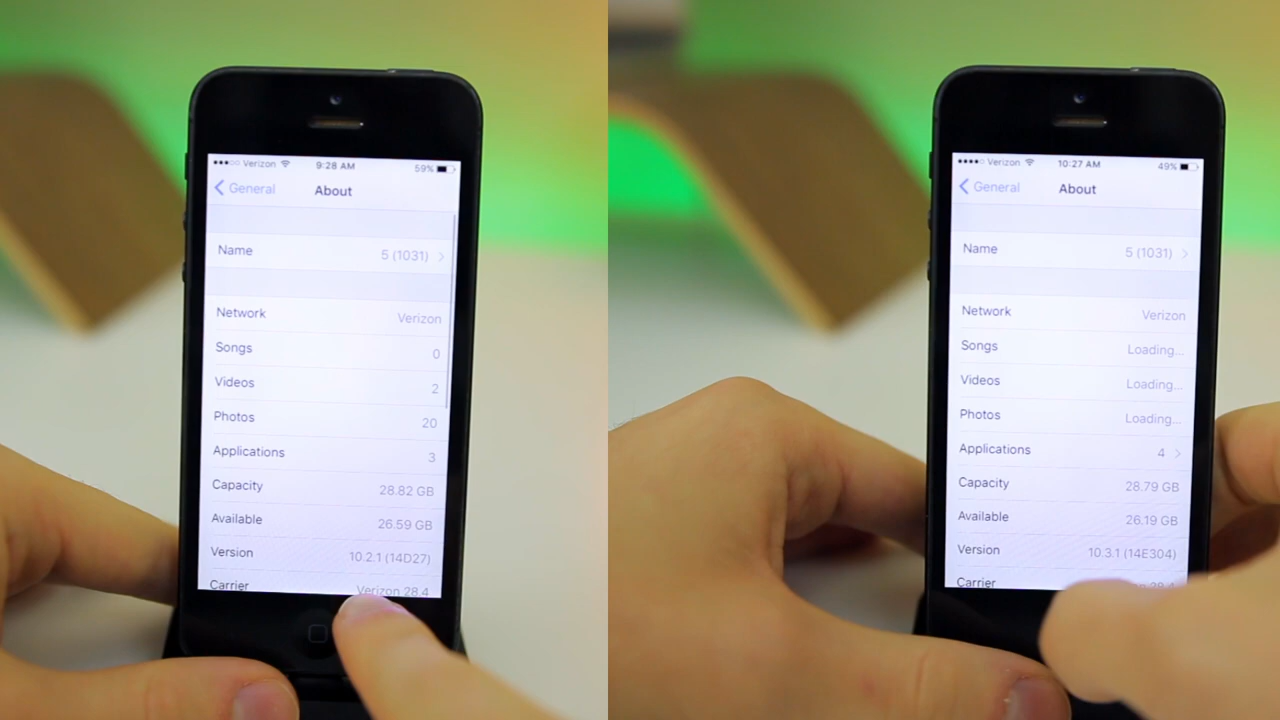 ●●●○○ Verizon 9:28 AM 59%
General About
Name 5 (1031)
Network Verizon
Songs 0
Videos 2
Photos 20
Applications 3
Capacity 28.82 GB
Available 26.59 GB
Version 10.2.1 (14D27)
Carrier Verizon 28.4
●●●●○ Verizon 10:27 AM 49%
General About
Name 5 (1031)
Network Verizon
Songs Loading...
Videos Loading...
Photos Loading...
Applications 4
Capacity 28.79 GB
Available 26.19 GB
Version 10.3.1 (14E304)
Carrier